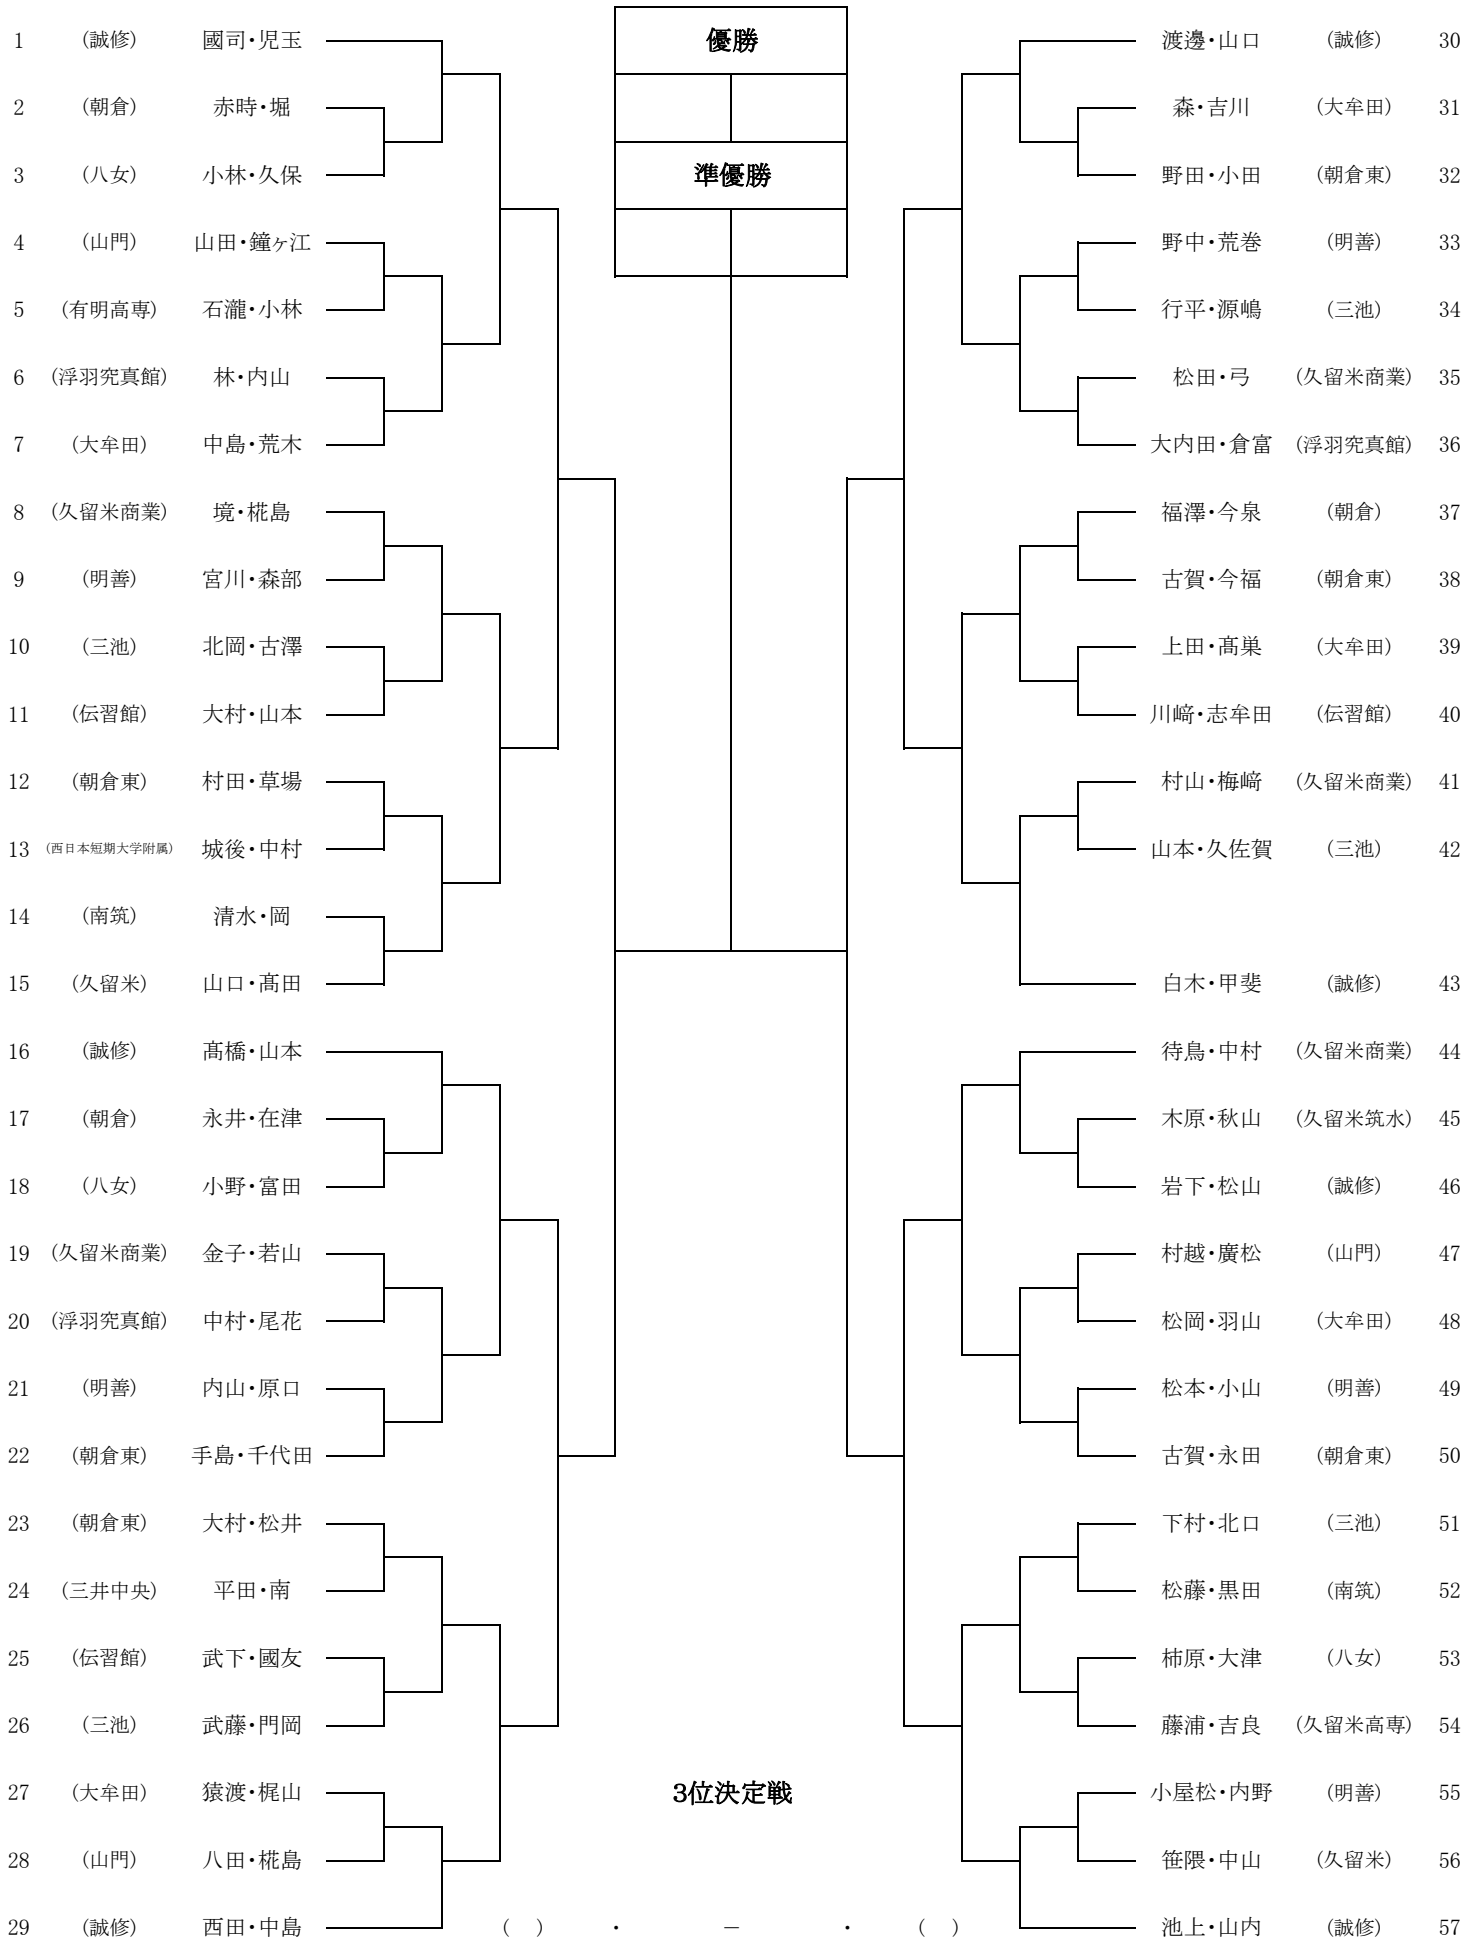 優勝
準優勝
1 (誠修) 國司・児玉
2 (朝倉) 赤時・堀
3 (八女) 小林・久保
4 (山門) 山田・鐘ヶ江
5 (有明高専) 石瀧・小林
6 (浮羽究真館) 林・内山
7 (大牟田) 中島・荒木
8 (久留米商業) 境・椛島
9 (明善) 宮川・森部
10 (三池) 北岡・古澤
11 (伝習館) 大村・山本
12 (朝倉東) 村田・草場
13 (西日本短期大学附属) 城後・中村
14 (南筑) 清水・岡
15 (久留米) 山口・髙田
16 (誠修) 髙橋・山本
17 (朝倉) 永井・在津
18 (八女) 小野・富田
19 (久留米商業) 金子・若山
20 (浮羽究真館) 中村・尾花
21 (明善) 内山・原口
22 (朝倉東) 手島・千代田
23 (朝倉東) 大村・松井
24 (三井中央) 平田・南
25 (伝習館) 武下・國友
26 (三池) 武藤・門岡
27 (大牟田) 猿渡・梶山
28 (山門) 八田・椛島
29 (誠修) 西田・中島
渡邊・山口 (誠修) 30
森・吉川 (大牟田) 31
野田・小田 (朝倉東) 32
野中・荒巻 (明善) 33
行平・源嶋 (三池) 34
松田・弓 (久留米商業) 35
大内田・倉富 (浮羽究真館) 36
福澤・今泉 (朝倉) 37
古賀・今福 (朝倉東) 38
上田・髙巣 (大牟田) 39
川﨑・志牟田 (伝習館) 40
村山・梅﨑 (久留米商業) 41
山本・久佐賀 (三池) 42
白木・甲斐 (誠修) 43
待鳥・中村 (久留米商業) 44
木原・秋山 (久留米筑水) 45
岩下・松山 (誠修) 46
村越・廣松 (山門) 47
松岡・羽山 (大牟田) 48
松本・小山 (明善) 49
古賀・永田 (朝倉東) 50
下村・北口 (三池) 51
松藤・黒田 (南筑) 52
柿原・大津 (八女) 53
藤浦・吉良 (久留米高専) 54
小屋松・内野 (明善) 55
笹隈・中山 (久留米) 56
池上・山内 (誠修) 57
3位決定戦
( ) ・ － ・ ( )